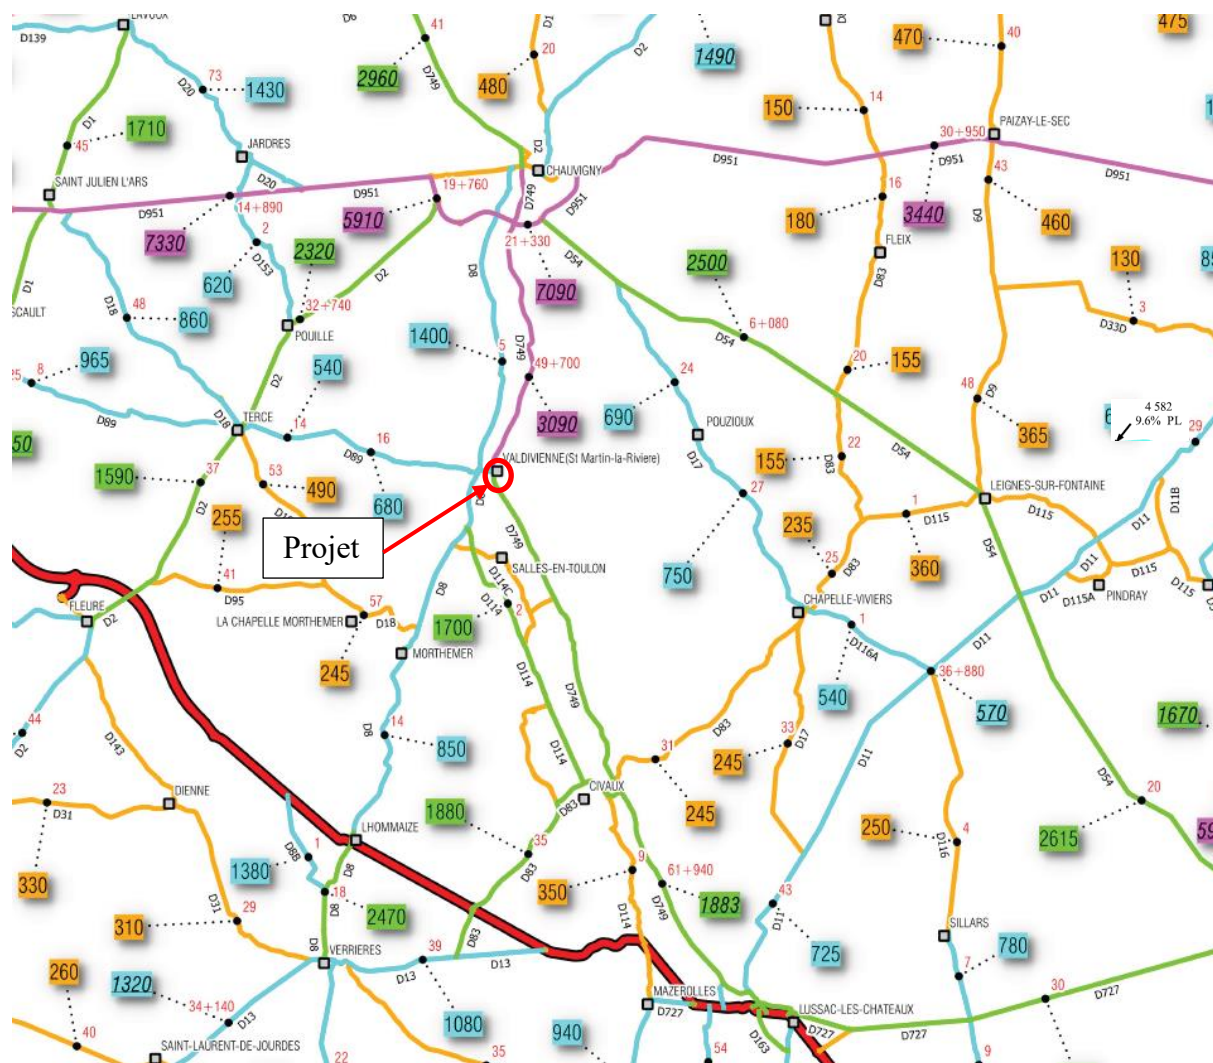 LAVOUX
D6
41
D1
20
D2
1490
470
40
475
D139
73
D20
1430
2960
D749
480
150
14
D1
1710
45
JARDRES
D2
PAIZAY-LE-SEC
30+950
D951
D951
D951
SAINT JULIEN L'ARS
D20
CHAUVIGNY
D951
19+760
D749
D951
16
43
D951
14+890
7330
5910
21+330
180
3440
D9
460
2
2320
D54
FLEIX
130
620
D153
D2
D8
7090
2500
D83
D1
SCAULT
D18
48
860
32+740
POUILLE
1400
5
D749
49+700
6+080
D54
3
D33D
965
8
25
540
D2
690
24
20
155
48
D9
4 582
9.6% PL
D89
D18
TERCE
14
16
D89
3090
POUZIOUX
D17
365
29
50
1590
37
53
490
680
VALDIVIENNE(St Martin-la-Riviere)
155
22
D83
D54
LEIGNES-SUR-FONTAINE
255
D2
27
1
D115
D115
D11B
D11
Projet
D749
750
235
25
D83
360
D54
D11
D115
D115
SALLES-EN-TOULON
41
D95
D8
D114C
D114
2
CHAPELLE-VIVIERS
D11
D115A
PINDRAY
FLEURE
D2
LA CHAPELLE MORTHEMER
57
D18
1700
1
D116A
D11
245
MORTHEMER
D114
D749
540
36+880
570
1670
44
D2
D143
D8
14
850
D83
33
D17
245
D11
D114
31
D54
23
D31
DIENNE
CIVAUX
D83
245
20
LHOMMAIZE
1880
35
250
4
D116
2615
59
330
1380
1
D8B
D8
D83
350
9
61+940
1883
310
D31
29
18
D8
2470
D114
D749
43
D11
725
SILLARS
VERRIERES
D8
39
D13
D83
D13
260
1320
34+140
D13
1080
MAZEROLLES
D727
7
780
30
D727
40
940
LUSSAC-LES-CHATEAUX
D727
D727
D163
SAINT-LAURENT-DE-JOURDES
22
35
54
9